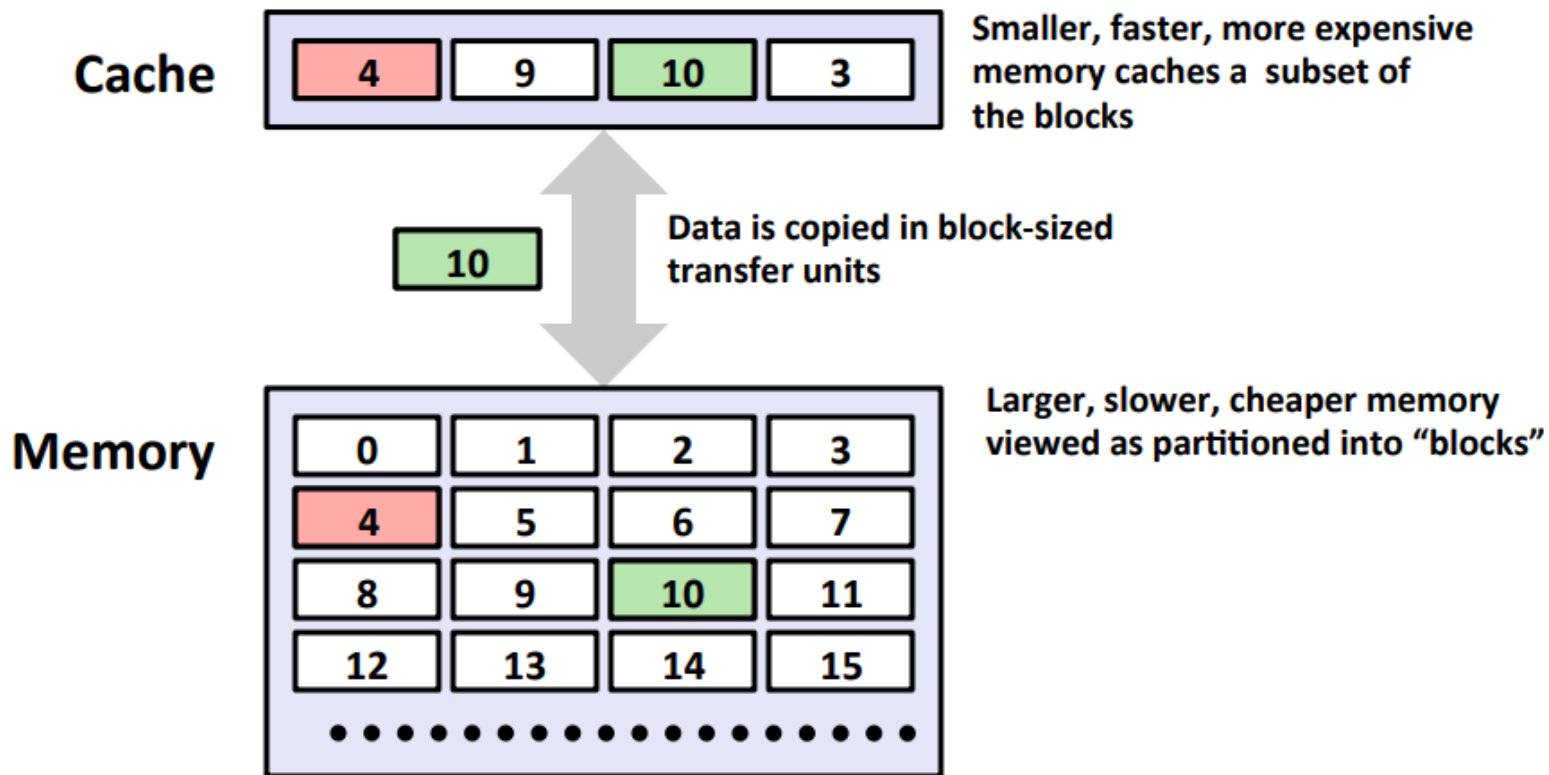 Cache
4 9 10 3
Smaller, faster, more expensive
memory caches a subset of
the blocks
10
Data is copied in block-sized
transfer units
Memory
0 1 2 3
4 5 6 7
8 9 10 11
12 13 14 15
Larger, slower, cheaper memory
viewed as partitioned into “blocks”